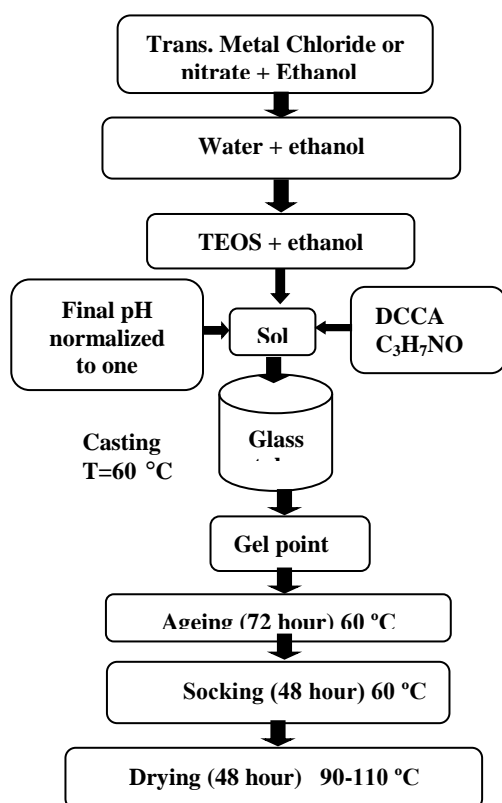 Trans. Metal Chloride or
nitrate + Ethanol
Water + ethanol
TEOS + ethanol
Final pH
normalized
to one
Sol
DCCA
C₃H₇NO
Casting
T=60 °C
Glass
Gel point
Ageing (72 hour) 60 ºC
Socking (48 hour) 60 ºC
Drying (48 hour) 90-110 ºC